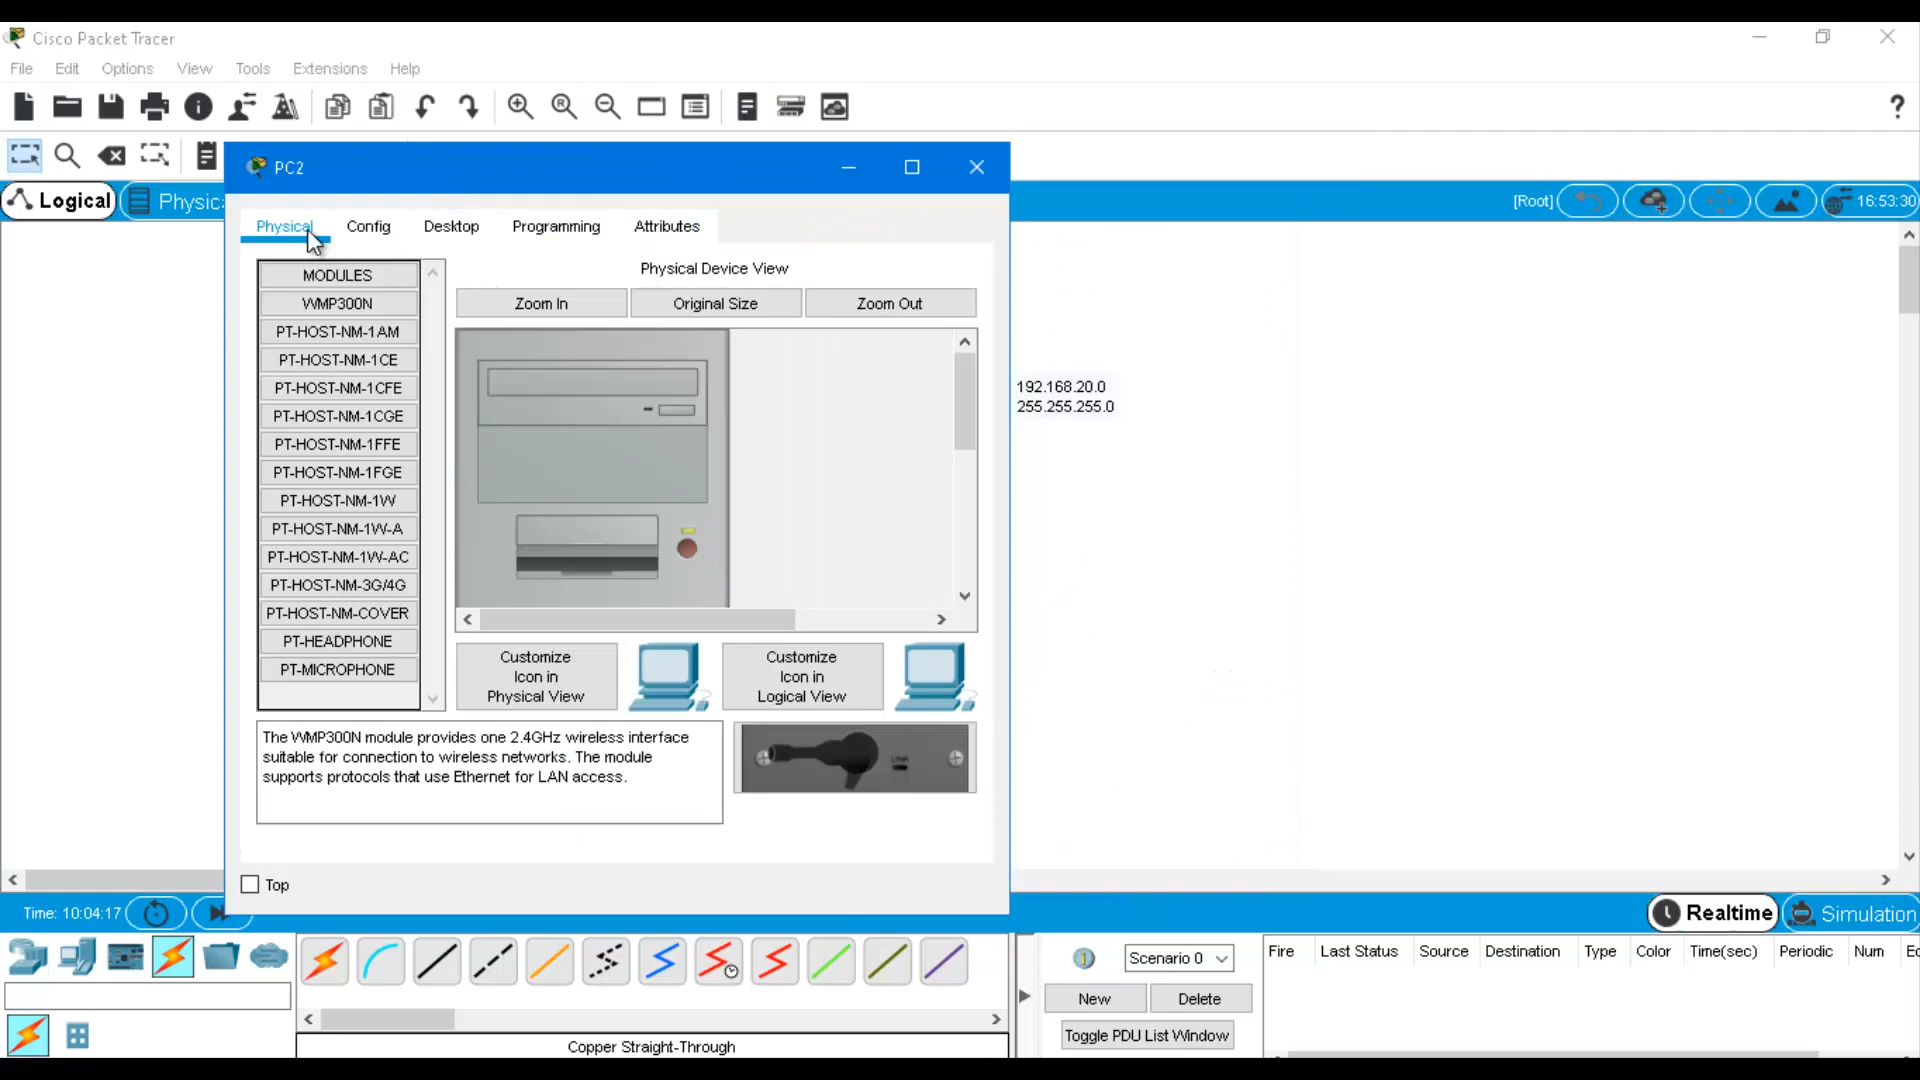 Cisco Packet Tracer
File Edit Options View Tools Extensions Help
?
PC2
Logical
Physic
[Root]
16:53:30
Physical Config Desktop Programming Attributes
MODULES
WMP300N
PT-HOST-NM-1AM
PT-HOST-NM-1CE
PT-HOST-NM-1CFE
PT-HOST-NM-1CGE
PT-HOST-NM-1FFE
PT-HOST-NM-1FGE
PT-HOST-NM-1W
PT-HOST-NM-1W-A
PT-HOST-NM-1W-AC
PT-HOST-NM-3G/4G
PT-HOST-NM-COVER
PT-HEADPHONE
PT-MICROPHONE
Physical Device View
Zoom In Original Size Zoom Out
192.168.20.0
255.255.255.0
Customize
Icon in
Physical View
Customize
Icon in
Logical View
The WMP300N module provides one 2.4GHz wireless interface
suitable for connection to wireless networks. The module
supports protocols that use Ethernet for LAN access.
LINK
Top
Time: 10:04:17
Realtime
Simulation
Scenario 0
New Delete
Toggle PDU List Window
Fire Last Status Source Destination Type Color Time(sec) Periodic Num
Copper Straight-Through